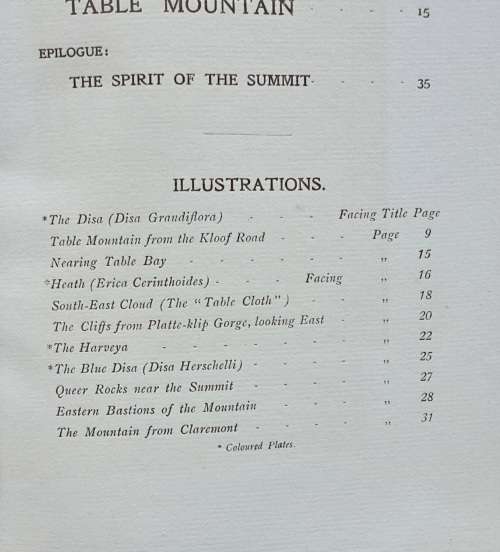 TABLE MOUNTAIN - - - - 15
EPILOGUE:
THE SPIRIT OF THE SUMMIT - - - - 35
ILLUSTRATIONS.
*The Disa (Disa Grandiflora) - - - Facing Title Page
Table Mountain from the Kloof Road - - - Page 9
Nearing Table Bay - - - - - - „ 15
*Heath (Erica Cerinthoides) - - - Facing „ 16
South-East Cloud (The "Table Cloth") - - „ 18
The Cliffs from Platte-klip Gorge, looking East - „ 20
*The Harveya - - - - - - - „ 22
*The Blue Disa (Disa Herschelli) - - - - „ 25
Queer Rocks near the Summit - - - - „ 27
Eastern Bastions of the Mountain - - - „ 28
The Mountain from Claremont - - - - „ 31
* Coloured Plates.